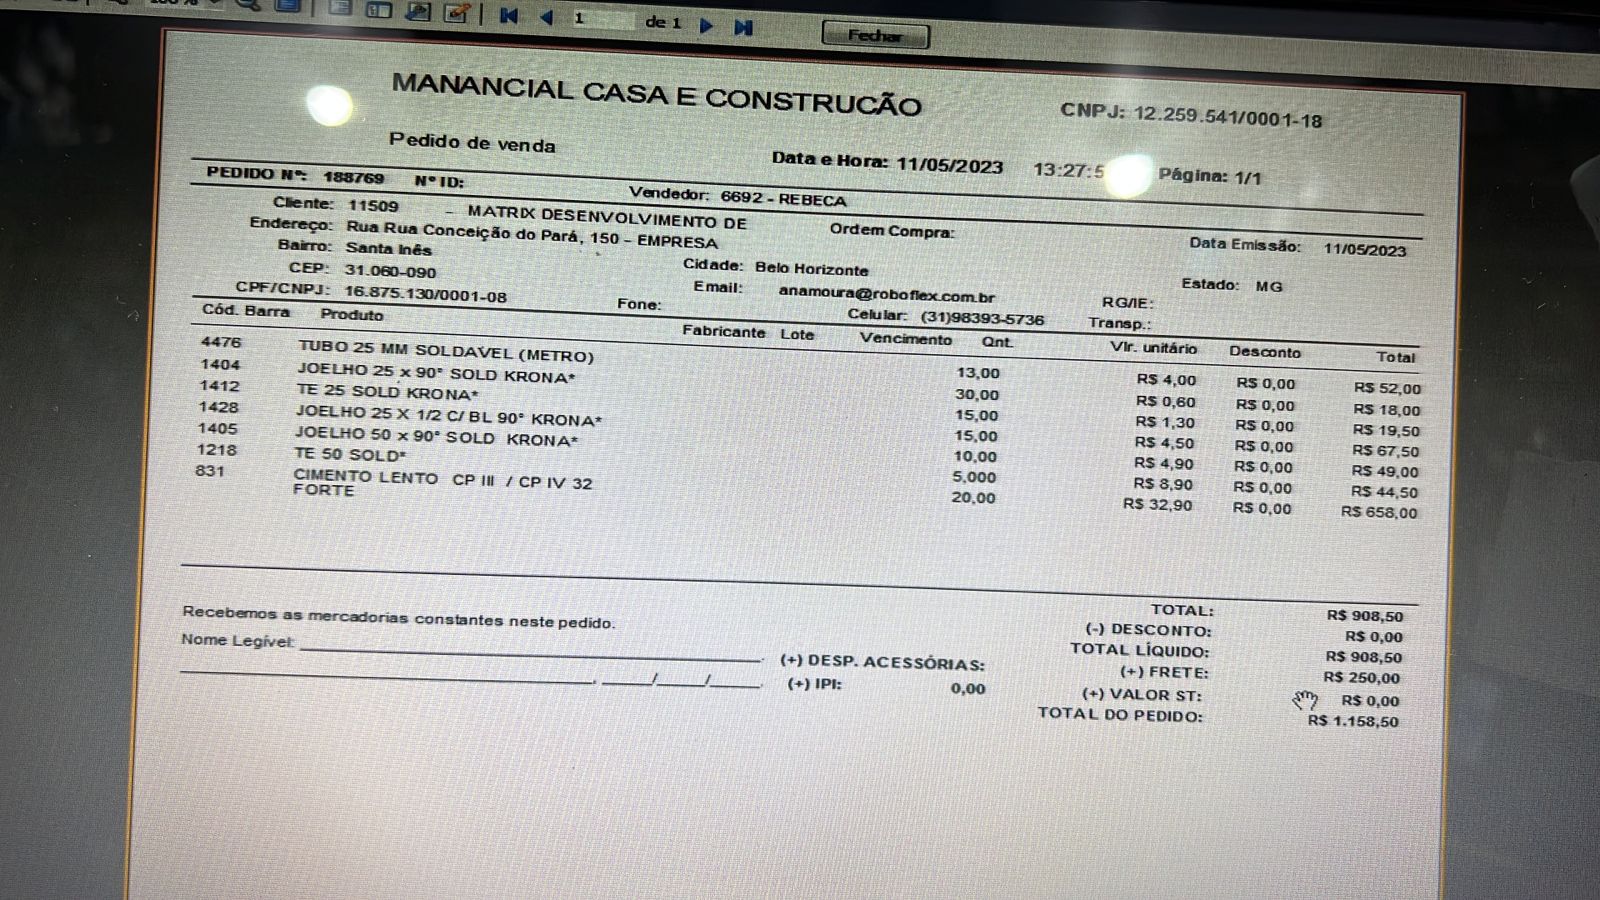 1 de 1 Fechar
MANANCIAL CASA E CONSTRUCÃO CNPJ: 12.259.541/0001-18
Pedido de venda Data e Hora: 11/05/2023 13:27:5 Página: 1/1
PEDIDO Nº: 188769 Nº ID: Vendedor: 6692 - REBECA
Cliente: 11509 - MATRIX DESENVOLVIMENTO DE Ordem Compra: Data Emissão: 11/05/2023
Endereço: Rua Rua Conceição do Pará, 150 - EMPRESA
Bairro: Santa Inês Cidade: Belo Horizonte Estado: MG
CEP: 31.060-090 Email: anamoura@roboflex.com.br RG/IE:
CPF/CNPJ: 16.875.130/0001-08 Fone: Celular: (31)98393-5736 Transp.:
Cód. Barra Produto Fabricante Lote Vencimento Qnt. Vlr. unitário Desconto Total
4476 TUBO 25 MM SOLDAVEL (METRO) 13,00 R$ 4,00 R$ 0,00 R$ 52,00
1404 JOELHO 25 x 90° SOLD KRONA* 30,00 R$ 0,60 R$ 0,00 R$ 18,00
1412 TE 25 SOLD KRONA* 15,00 R$ 1,30 R$ 0,00 R$ 19,50
1428 JOELHO 25 X 1/2 C/ BL 90° KRONA* 15,00 R$ 4,50 R$ 0,00 R$ 67,50
1405 JOELHO 50 x 90° SOLD KRONA* 10,00 R$ 4,90 R$ 0,00 R$ 49,00
1218 TE 50 SOLD* 5,000 R$ 8,90 R$ 0,00 R$ 44,50
831 CIMENTO LENTO CP III / CP IV 32 20,00 R$ 32,90 R$ 0,00 R$ 658,00
FORTE
TOTAL: R$ 908,50
Recebemos as mercadorias constantes neste pedido. (-) DESCONTO: R$ 0,00
Nome Legível: TOTAL LÍQUIDO: R$ 908,50
(+) DESP. ACESSÓRIAS: (+) FRETE: R$ 250,00
(+) IPI: 0,00 (+) VALOR ST: R$ 0,00
TOTAL DO PEDIDO: R$ 1.158,50